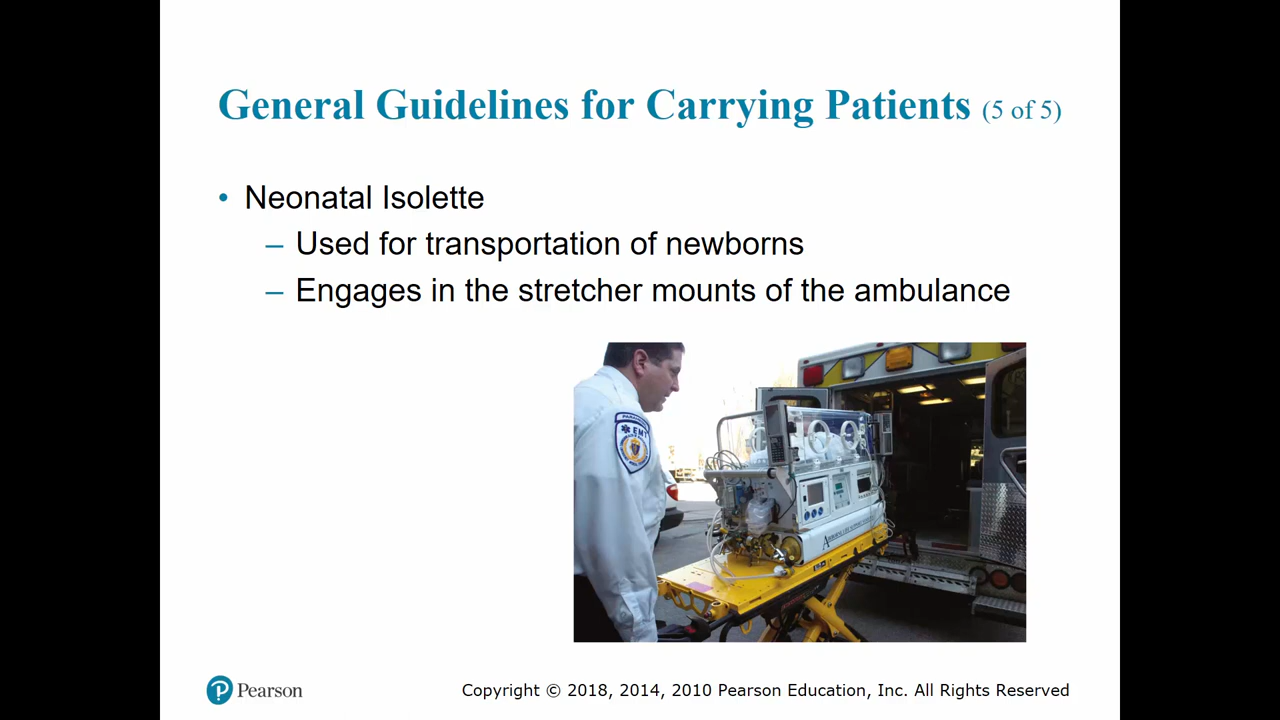 General Guidelines for Carrying Patients (5 of 5)
• Neonatal Isolette
– Used for transportation of newborns
– Engages in the stretcher mounts of the ambulance
EMT
Pearson
Copyright © 2018, 2014, 2010 Pearson Education, Inc. All Rights Reserved